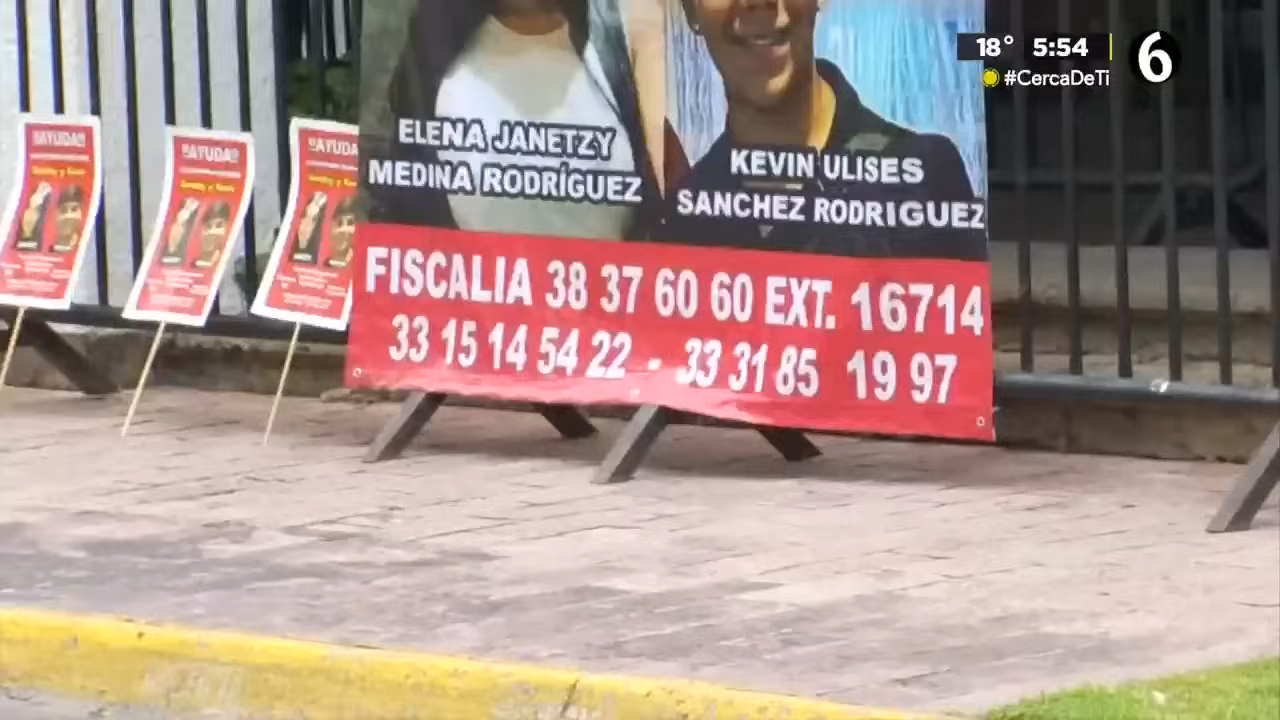 18° 5:54
6
#CercaDeTi
ELENA JANETZY
MEDINA RODRÍGUEZ
KEVIN ULISES
SANCHEZ RODRIGUEZ
FISCALIA 38 37 60 60 EXT. 16714
33 15 14 54 22 - 33 31 85 19 97
!!AYUDA!!
!!AYUDA!!
!!AYUDA